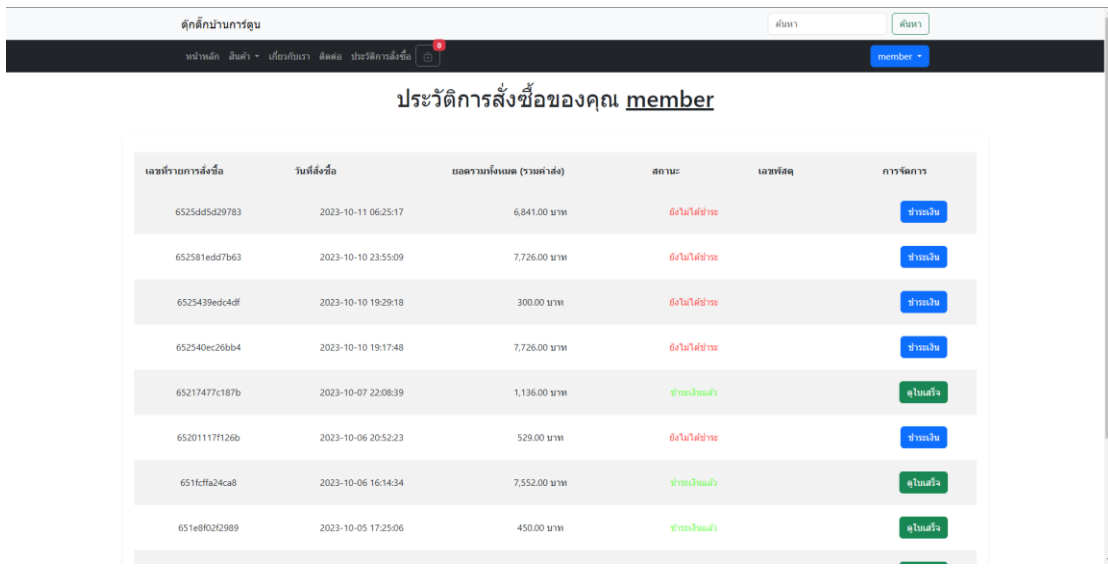 ตุ๊กติ๊กบ้านการ์ตูน ค้นหา ค้นหา
หน้าหลัก สินค้า เกี่ยวกับเรา ติดต่อ ประวัติการสั่งซื้อ 0 member
ประวัติการสั่งซื้อของคุณ member
เลขที่รายการสั่งซื้อ วันที่สั่งซื้อ ยอดรวมทั้งหมด (รวมค่าส่ง) สถานะ เลขพัสดุ การจัดการ
6525dd5d29783 2023-10-11 06:25:17 6,841.00 บาท ยังไม่ได้ชำระ ชำระเงิน
652581edd7b63 2023-10-10 23:55:09 7,726.00 บาท ยังไม่ได้ชำระ ชำระเงิน
6525439edc4df 2023-10-10 19:29:18 300.00 บาท ยังไม่ได้ชำระ ชำระเงิน
652540ec26bb4 2023-10-10 19:17:48 7,726.00 บาท ยังไม่ได้ชำระ ชำระเงิน
65217477c187b 2023-10-07 22:08:39 1,136.00 บาท ชำระเงินแล้ว ดูใบเสร็จ
65201117f126b 2023-10-06 20:52:23 529.00 บาท ยังไม่ได้ชำระ ชำระเงิน
651fcffa24ca8 2023-10-06 16:14:34 7,552.00 บาท ชำระเงินแล้ว ดูใบเสร็จ
651e8f02f2989 2023-10-05 17:25:06 450.00 บาท ชำระเงินแล้ว ดูใบเสร็จ